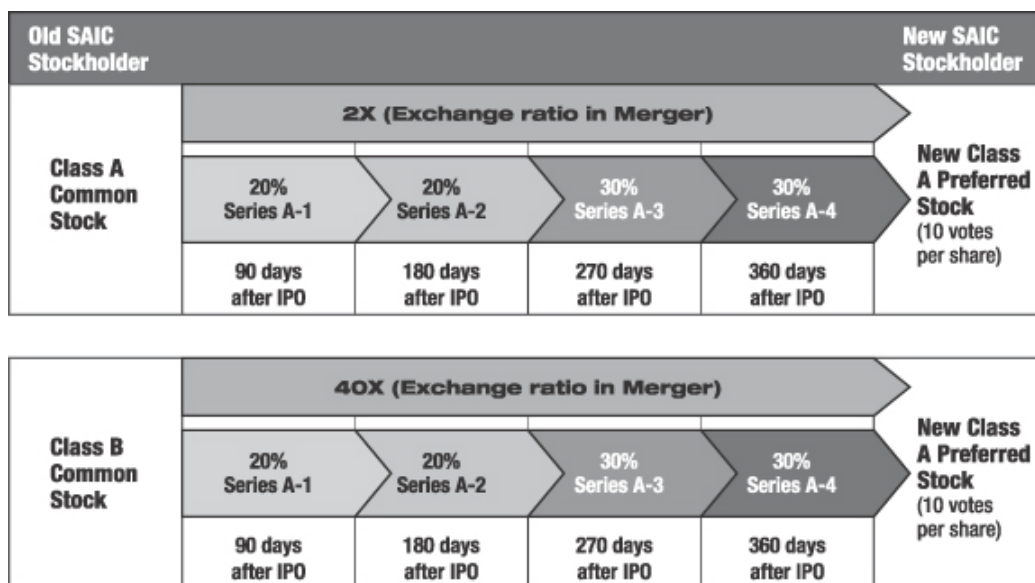 Old SAIC
Stockholder
New SAIC
Stockholder
2X (Exchange ratio in Merger)
Class A
Common
Stock
20%
Series A-1
20%
Series A-2
30%
Series A-3
30%
Series A-4
New Class
A Preferred
Stock
(10 votes
per share)
90 days
after IPO
180 days
after IPO
270 days
after IPO
360 days
after IPO
40X (Exchange ratio in Merger)
Class B
Common
Stock
20%
Series A-1
20%
Series A-2
30%
Series A-3
30%
Series A-4
New Class
A Preferred
Stock
(10 votes
per share)
90 days
after IPO
180 days
after IPO
270 days
after IPO
360 days
after IPO